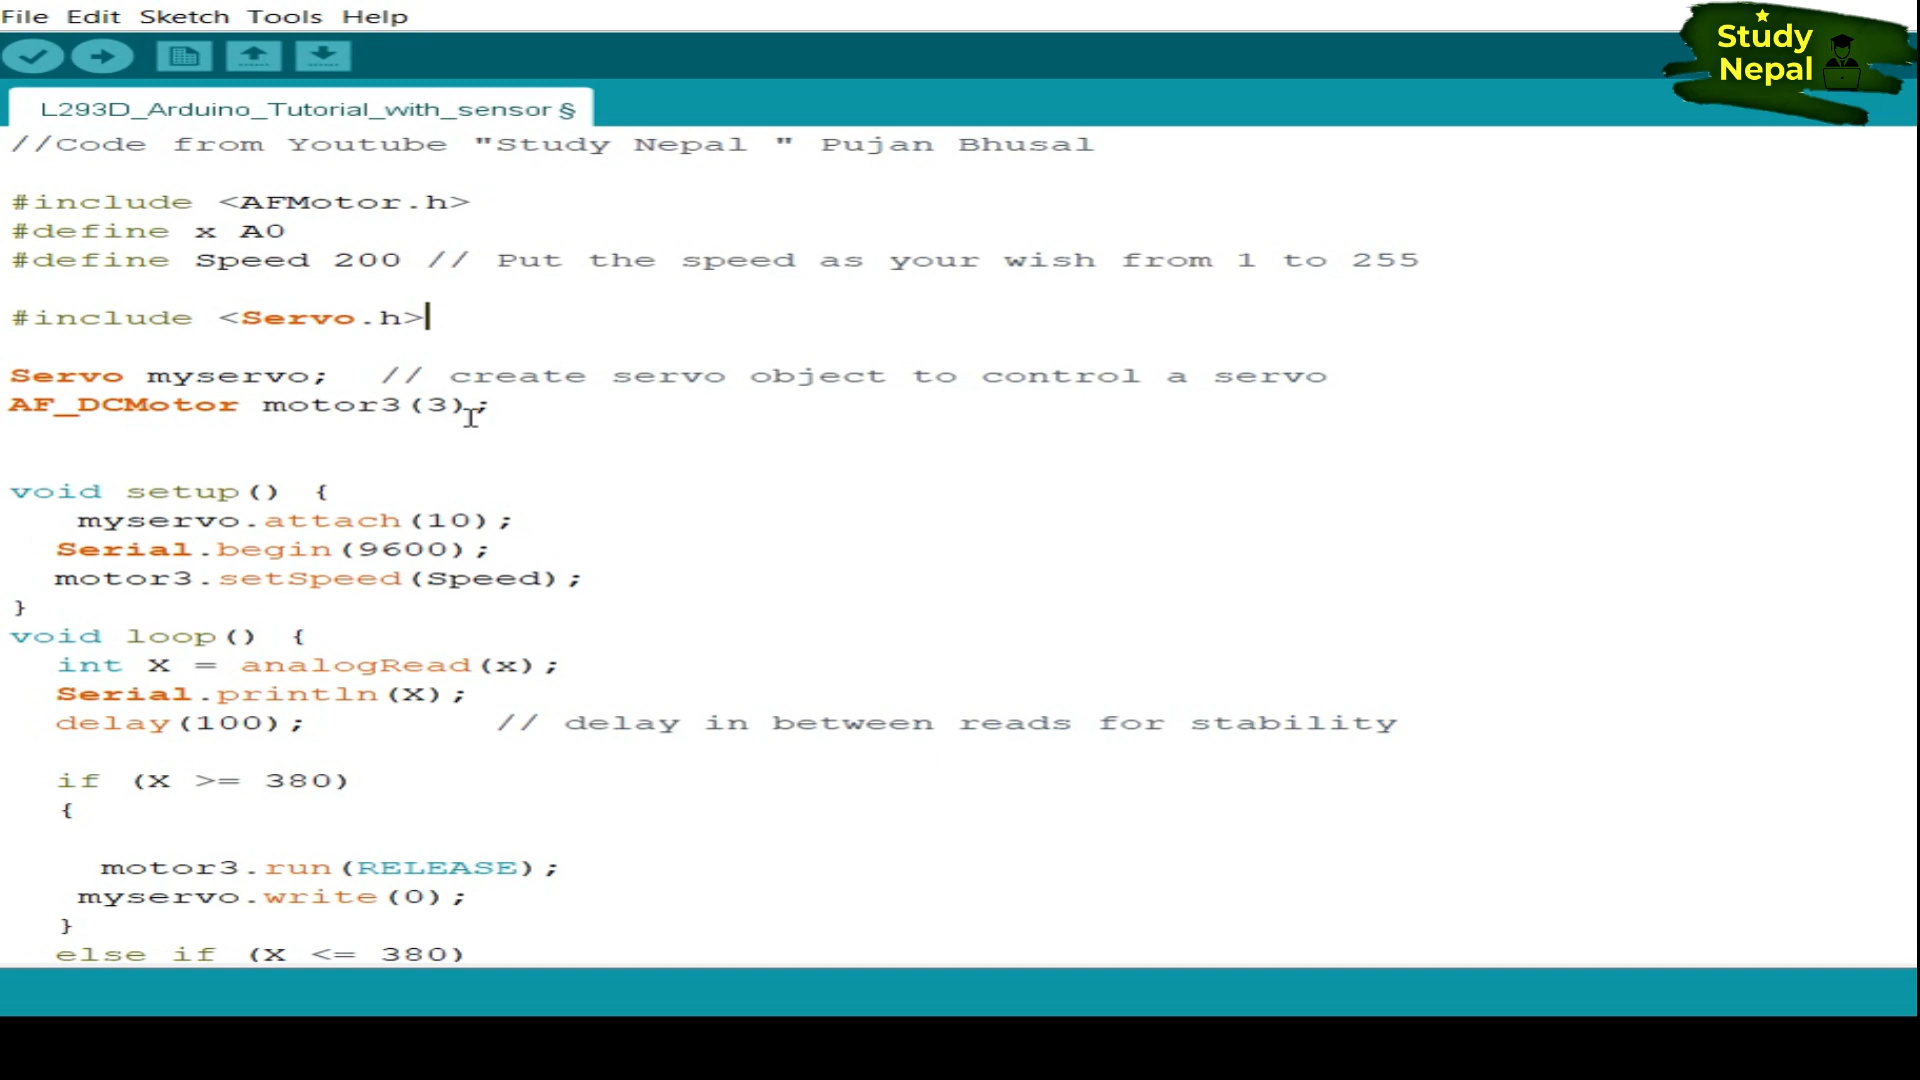 File Edit Sketch Tools Help
Study
Nepal
L293D_Arduino_Tutorial_with_sensor §
//Code from Youtube "Study Nepal " Pujan Bhusal
#include <AFMotor.h>
#define x A0
#define Speed 200 // Put the speed as your wish from 1 to 255
#include <Servo.h>
Servo myservo;  // create servo object to control a servo
AF_DCMotor motor3(3);
void setup() {
myservo.attach(10);
Serial.begin(9600);
motor3.setSpeed(Speed);
}
void loop() {
int X = analogRead(x);
Serial.println(X);
delay(100);        // delay in between reads for stability
if (X >= 380)
{
motor3.run(RELEASE);
myservo.write(0);
}
else if (X <= 380)